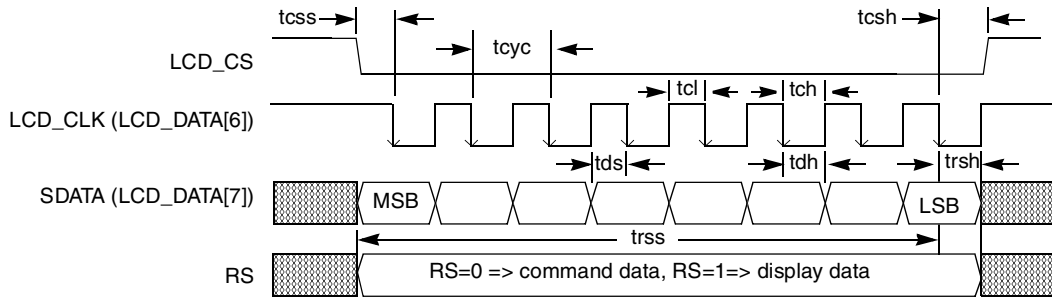 tcss
tcsh
tcyc
LCD_CS
tcl
tch
LCD_CLK (LCD_DATA[6])
tds
tdh
trsh
SDATA (LCD_DATA[7])
MSB
LSB
trss
RS
RS=0 => command data, RS=1=> display data